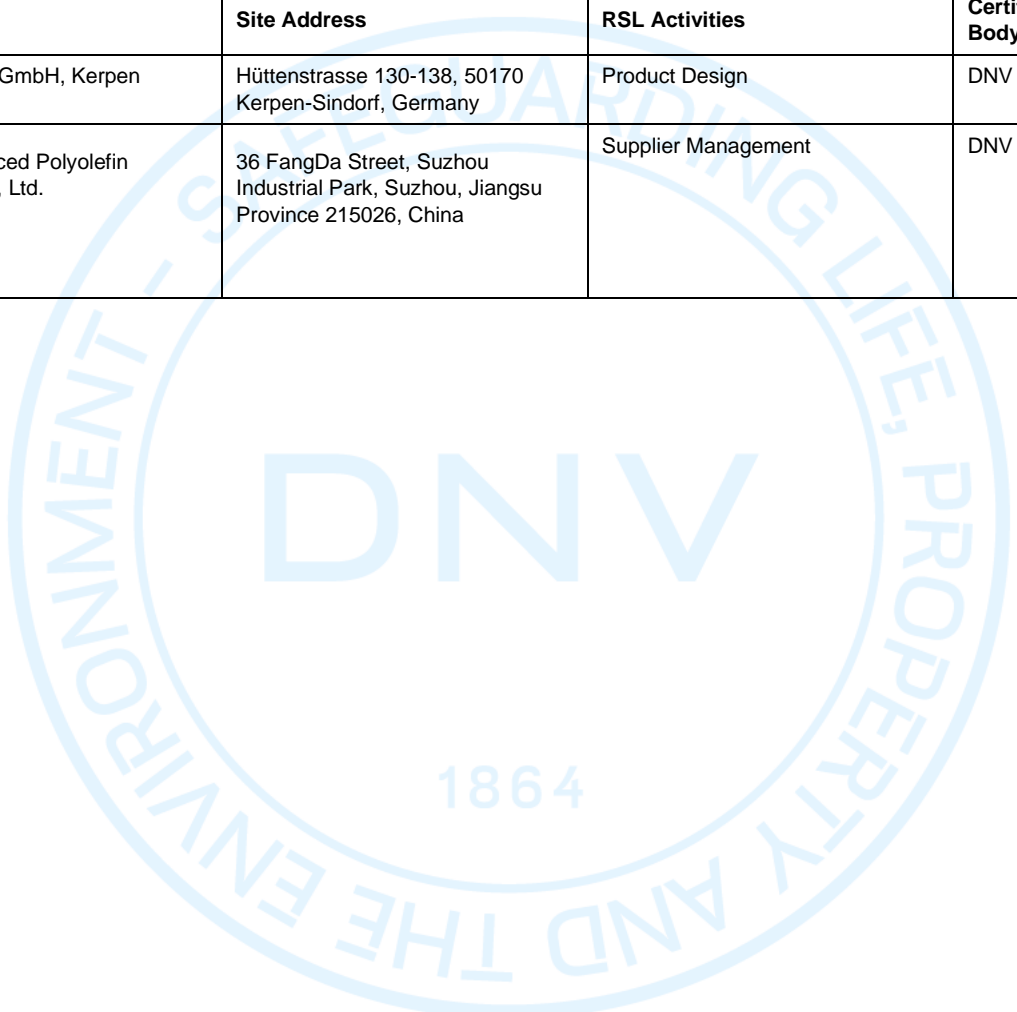 Site Address
RSL Activities
Body
GmbH, Kerpen
Hüttenstrasse 130-138, 50170
Kerpen-Sindorf, Germany
Product Design
DNV
Polyolefin
Ltd.
36 FangDa Street, Suzhou
Industrial Park, Suzhou, Jiangsu
Province 215026, China
Supplier Management
DNV
SAFEGUARDING LIFE, PROPERTY AND THE ENVIRONMENT –
DNV
1864